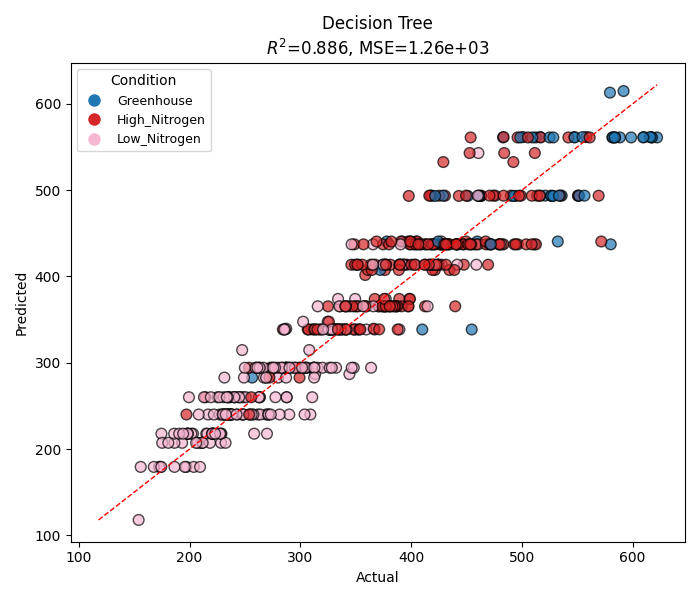 Decision Tree
R²=0.886, MSE=1.26e+03
Condition
Greenhouse
High_Nitrogen
Low_Nitrogen
600
500
400
300
200
100
Predicted
100 200 300 400 500 600
Actual